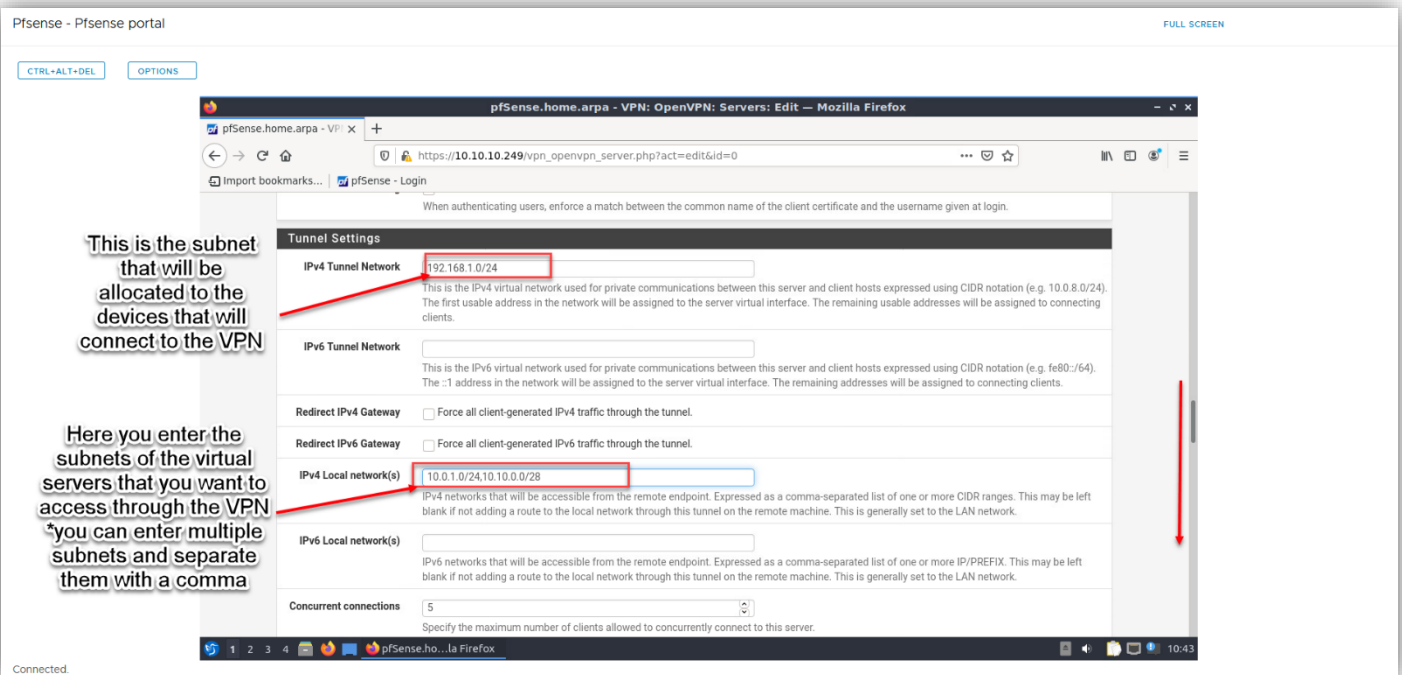 Pfsense - Pfsense portal
FULL SCREEN
CTRL+ALT+DEL
OPTIONS
pfSense.home.arpa - VPN: OpenVPN: Servers: Edit — Mozilla Firefox
pfSense.home.arpa - VP
https://10.10.10.249/vpn_openvpn_server.php?act=edit&id=0
Import bookmarks...
pfSense - Login
When authenticating users, enforce a match between the common name of the client certificate and the username given at login.
Tunnel Settings
This is the subnet
that will be
allocated to the
devices that will
connect to the VPN
IPv4 Tunnel Network
192.168.1.0/24
This is the IPv4 virtual network used for private communications between this server and client hosts expressed using CIDR notation (e.g. 10.0.8.0/24).
The first usable address in the network will be assigned to the server virtual interface. The remaining usable addresses will be assigned to connecting
clients.
IPv6 Tunnel Network
This is the IPv6 virtual network used for private communications between this server and client hosts expressed using CIDR notation (e.g. fe80::/64).
The ::1 address in the network will be assigned to the server virtual interface. The remaining addresses will be assigned to connecting clients.
Redirect IPv4 Gateway
Force all client-generated IPv4 traffic through the tunnel.
Redirect IPv6 Gateway
Force all client-generated IPv6 traffic through the tunnel.
Here you enter the
subnets of the virtual
servers that you want to
access through the VPN
*you can enter multiple
subnets and separate
them with a comma
IPv4 Local network(s)
10.0.1.0/24,10.10.0.0/28
IPv4 networks that will be accessible from the remote endpoint. Expressed as a comma-separated list of one or more CIDR ranges. This may be left
blank if not adding a route to the local network through this tunnel on the remote machine. This is generally set to the LAN network.
IPv6 Local network(s)
IPv6 networks that will be accessible from the remote endpoint. Expressed as a comma-separated list of one or more IP/PREFIX. This may be left
blank if not adding a route to the local network through this tunnel on the remote machine. This is generally set to the LAN network.
Concurrent connections
5
Specify the maximum number of clients allowed to concurrently connect to this server.
1 2 3 4
pfSense.ho...la Firefox
10:43
Connected.